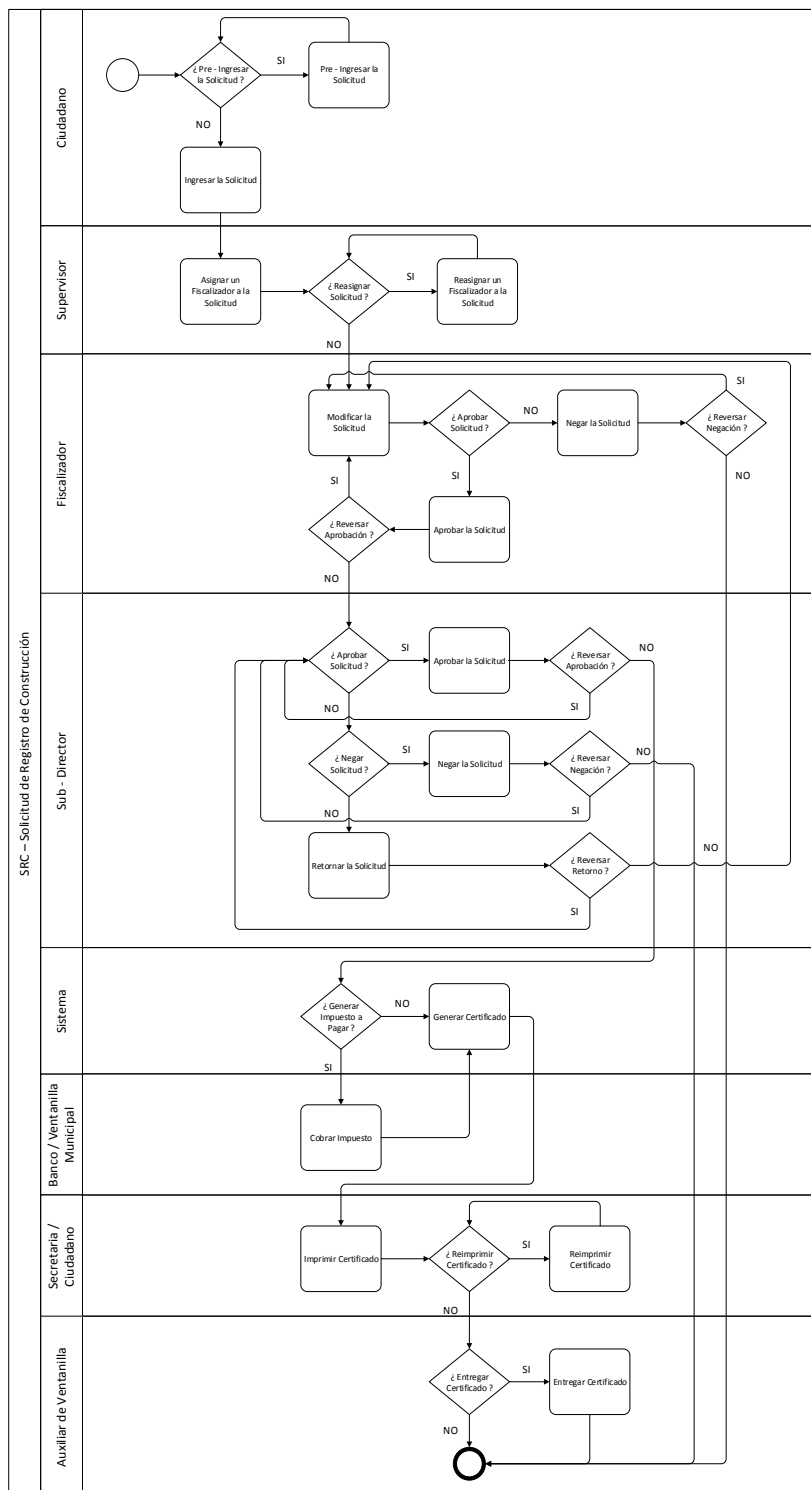 SRC – Solicitud de Registro de Construcción
Ciudadano
¿ Pre - Ingresar
la Solicitud ?
SI
Pre - Ingresar la
Solicitud
NO
Ingresar la Solicitud
Supervisor
Asignar un
Fiscalizador a la
Solicitud
¿ Reasignar
Solicitud ?
SI
Reasignar un
Fiscalizador a la
Solicitud
NO
Fiscalizador
SI
Modificar la
Solicitud
¿ Aprobar
Solicitud ?
NO
Negar la Solicitud
¿ Reversar
Negación ?
NO
SI
SI
¿ Reversar
Aprobación ?
Aprobar la Solicitud
NO
Sub - Director
¿ Aprobar
Solicitud ?
SI
Aprobar la Solicitud
¿ Reversar
Aprobación ?
NO
NO
SI
¿ Negar
Solicitud ?
SI
Negar la Solicitud
¿ Reversar
Negación ?
NO
NO
SI
Retornar la Solicitud
¿ Reversar
Retorno ?
NO
SI
Sistema
¿ Generar
Impuesto a
Pagar ?
NO
Generar Certificado
SI
Banco / Ventanilla
Municipal
Cobrar Impuesto
Secretaria /
Ciudadano
Imprimir Certificado
¿ Reimprimir
Certificado ?
SI
Reimprimir
Certificado
NO
Auxiliar de Ventanilla
¿ Entregar
Certificado ?
SI
Entregar Certificado
NO